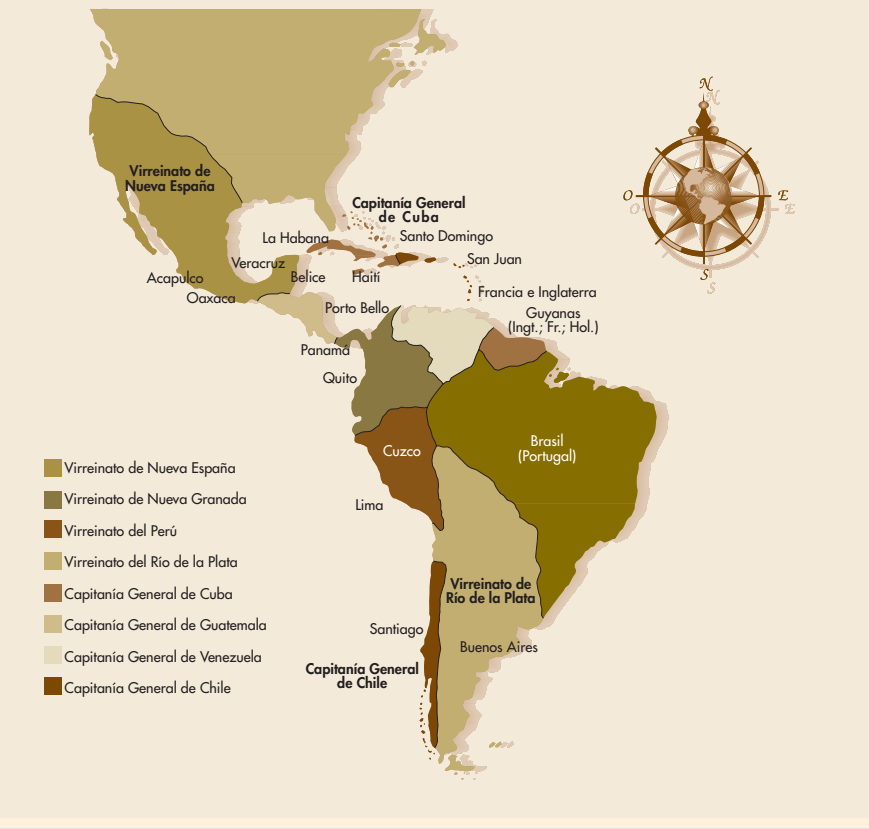 N
N
O
O
E
E
S
S
Virreinato de
Nueva España
Capitanía General
de Cuba
La Habana
Santo Domingo
Veracruz
San Juan
Acapulco
Belice
Haití
Oaxaca
Francia e Inglaterra
Porto Bello
Guyanas
(Ingt.; Fr.; Hol.)
Panamá
Quito
Brasil
(Portugal)
Cuzco
Lima
Virreinato de Nueva España
Virreinato de Nueva Granada
Virreinato del Perú
Virreinato del Río de la Plata
Capitanía General de Cuba
Capitanía General de Guatemala
Capitanía General de Venezuela
Capitanía General de Chile
Virreinato de
Río de la Plata
Santiago
Buenos Aires
Capitanía General
de Chile